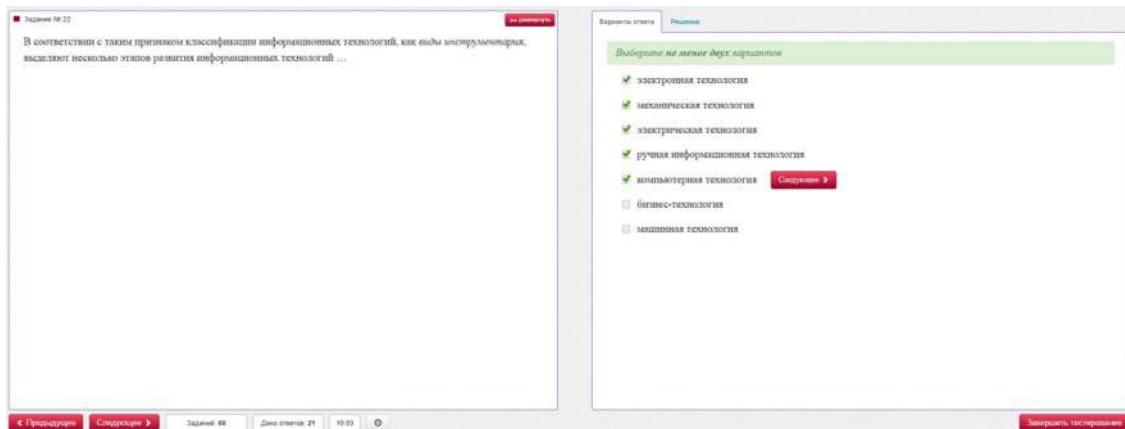 Задание № 22
развернуть
В соответствии с таким признаком классификации информационных технологий, как виды инструментария,
выделяют несколько этапов развития информационных технологий …
Варианты ответа Решение
Выберите не менее двух вариантов
электронная технология
механическая технология
электрическая технология
ручная информационная технология
компьютерная технология Следующее
бизнес-технология
машинная технология
Предыдущее Следующее Заданий Дано ответов 21 Завершить тестирование